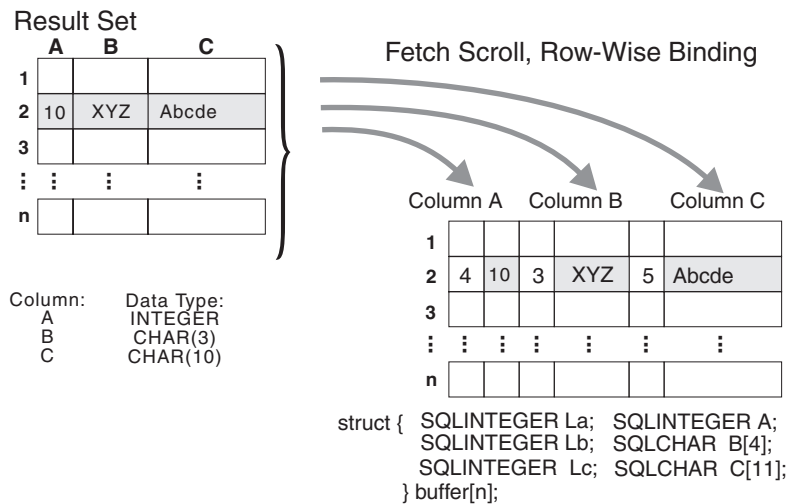 Result Set
A B C
1
2 10 XYZ Abcde
3
n
Fetch Scroll, Row-Wise Binding
Column A Column B Column C
1
2 4 10 3 XYZ 5 Abcde
3
n
Column: Data Type:
A INTEGER
B CHAR(3)
C CHAR(10)
struct { SQLINTEGER La; SQLINTEGER A;
SQLINTEGER Lb; SQLCHAR B[4];
SQLINTEGER Lc; SQLCHAR C[11];
} buffer[n];